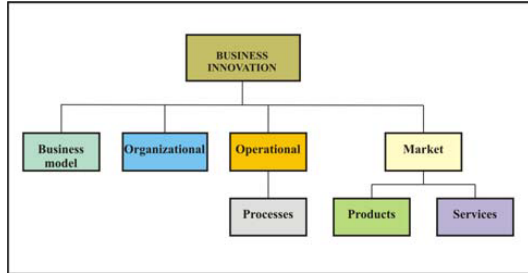 BUSINESS
INNOVATION
Business
model
Organizational
Operational
Market
Processes
Products
Services